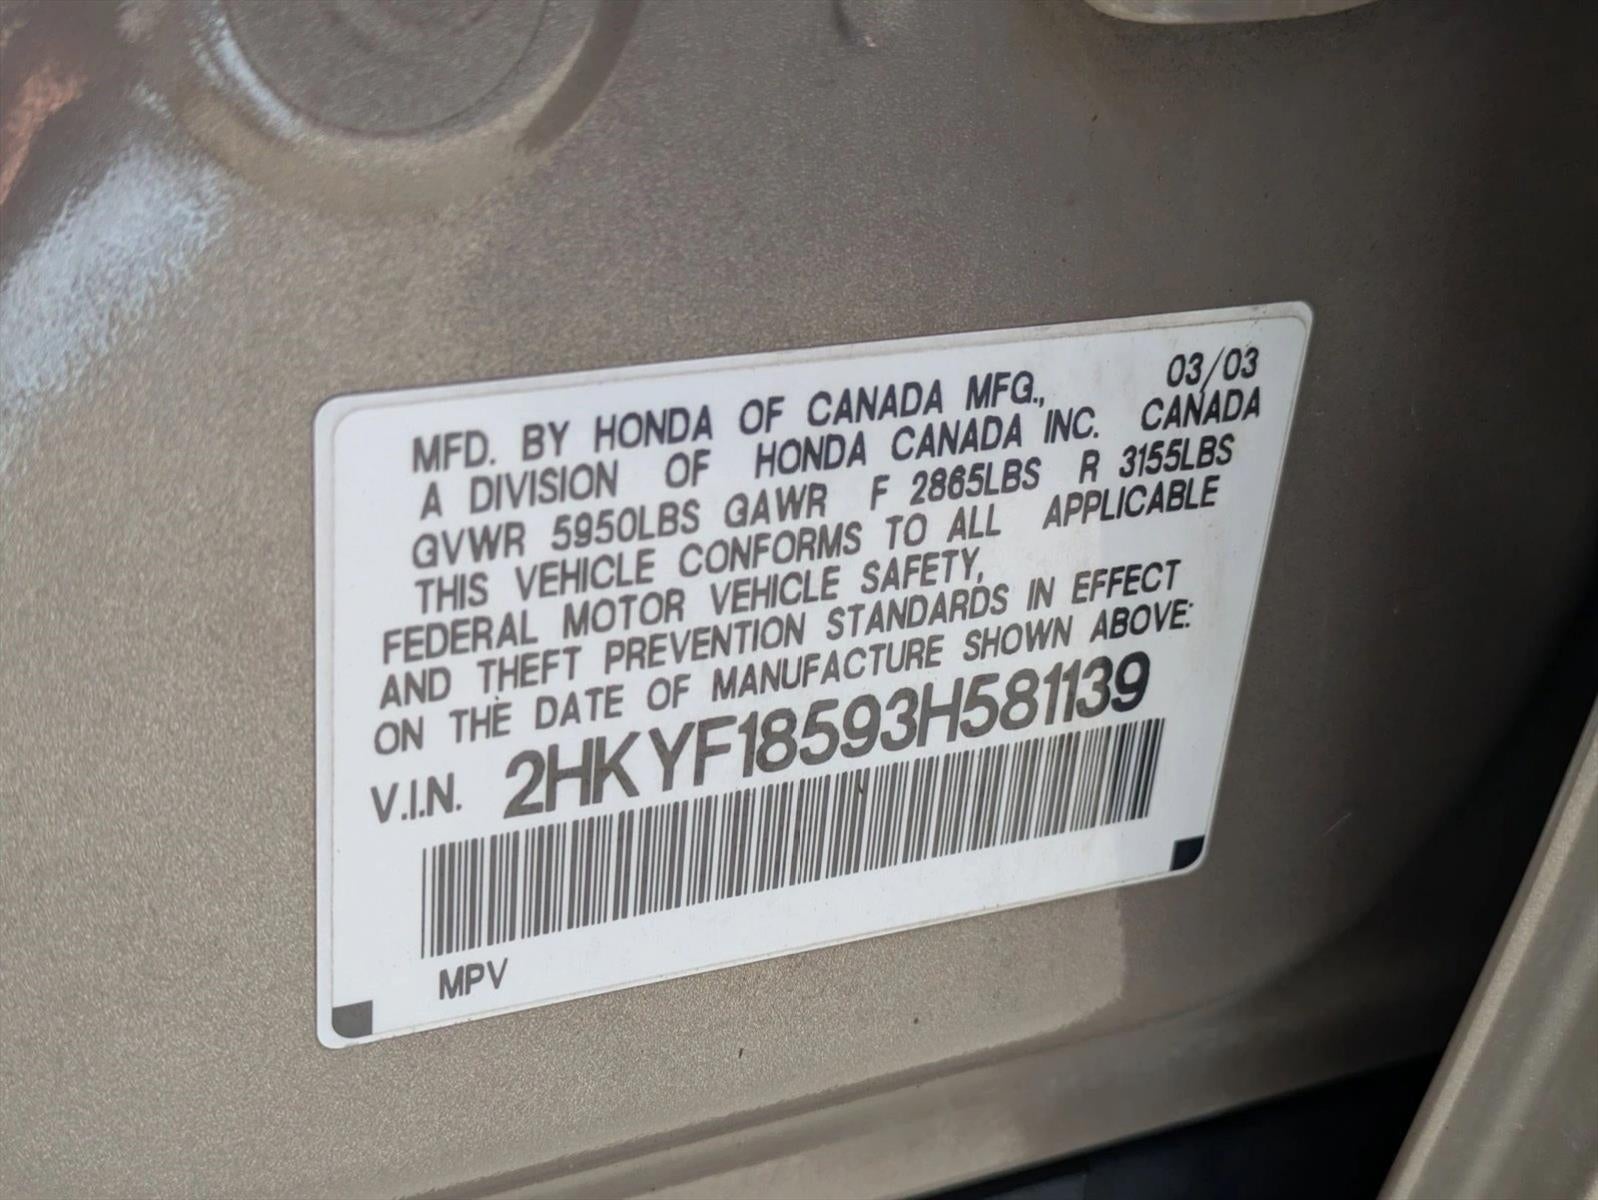 MFD. BY HONDA OF CANADA MFG., 03/03
A DIVISION OF HONDA CANADA INC. CANADA
GVWR 5950LBS GAWR F 2865LBS R 3155LBS
THIS VEHICLE CONFORMS TO ALL APPLICABLE
FEDERAL MOTOR VEHICLE SAFETY,
AND THEFT PREVENTION STANDARDS IN EFFECT
ON THE DATE OF MANUFACTURE SHOWN ABOVE:
V.I.N. 2HKYF18593H581139
MPV